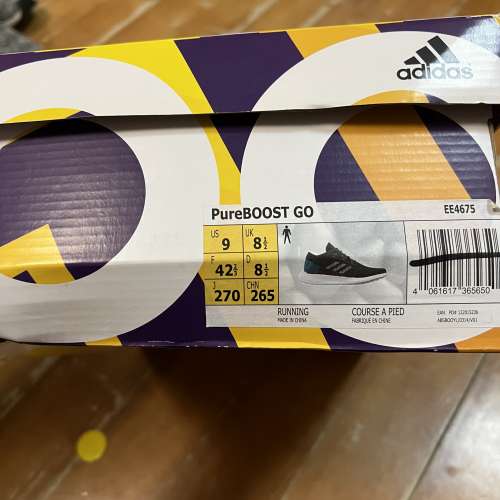 adidas
PureBOOST GO EE4675
US 9 UK 8½
F 42⅔ D 8½
J 270 CHN 265
RUNNING COURSE A PIED
MADE IN CHINA FABRIQUÉ EN CHINE
4 061617 365650
EAN